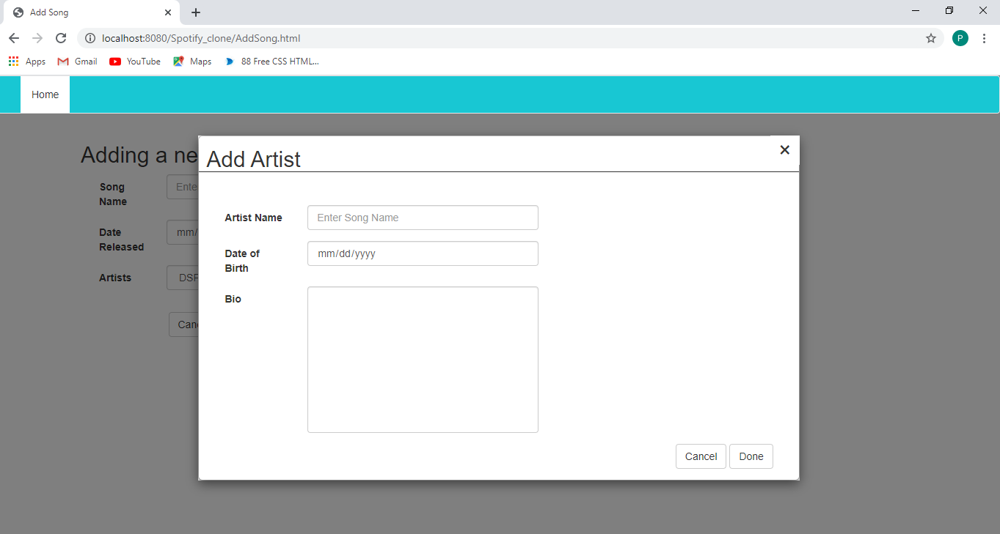 Add Song
localhost:8080/Spotify_clone/AddSong.html
P
Apps Gmail YouTube Maps 88 Free CSS HTML...
Home
Adding a ne
Add Artist
Song
Name
Ente
Date
Released
mm/
Artists
DSP
Canc
Artist Name
Enter Song Name
Date of
Birth
mm/dd/yyyy
Bio
Cancel Done